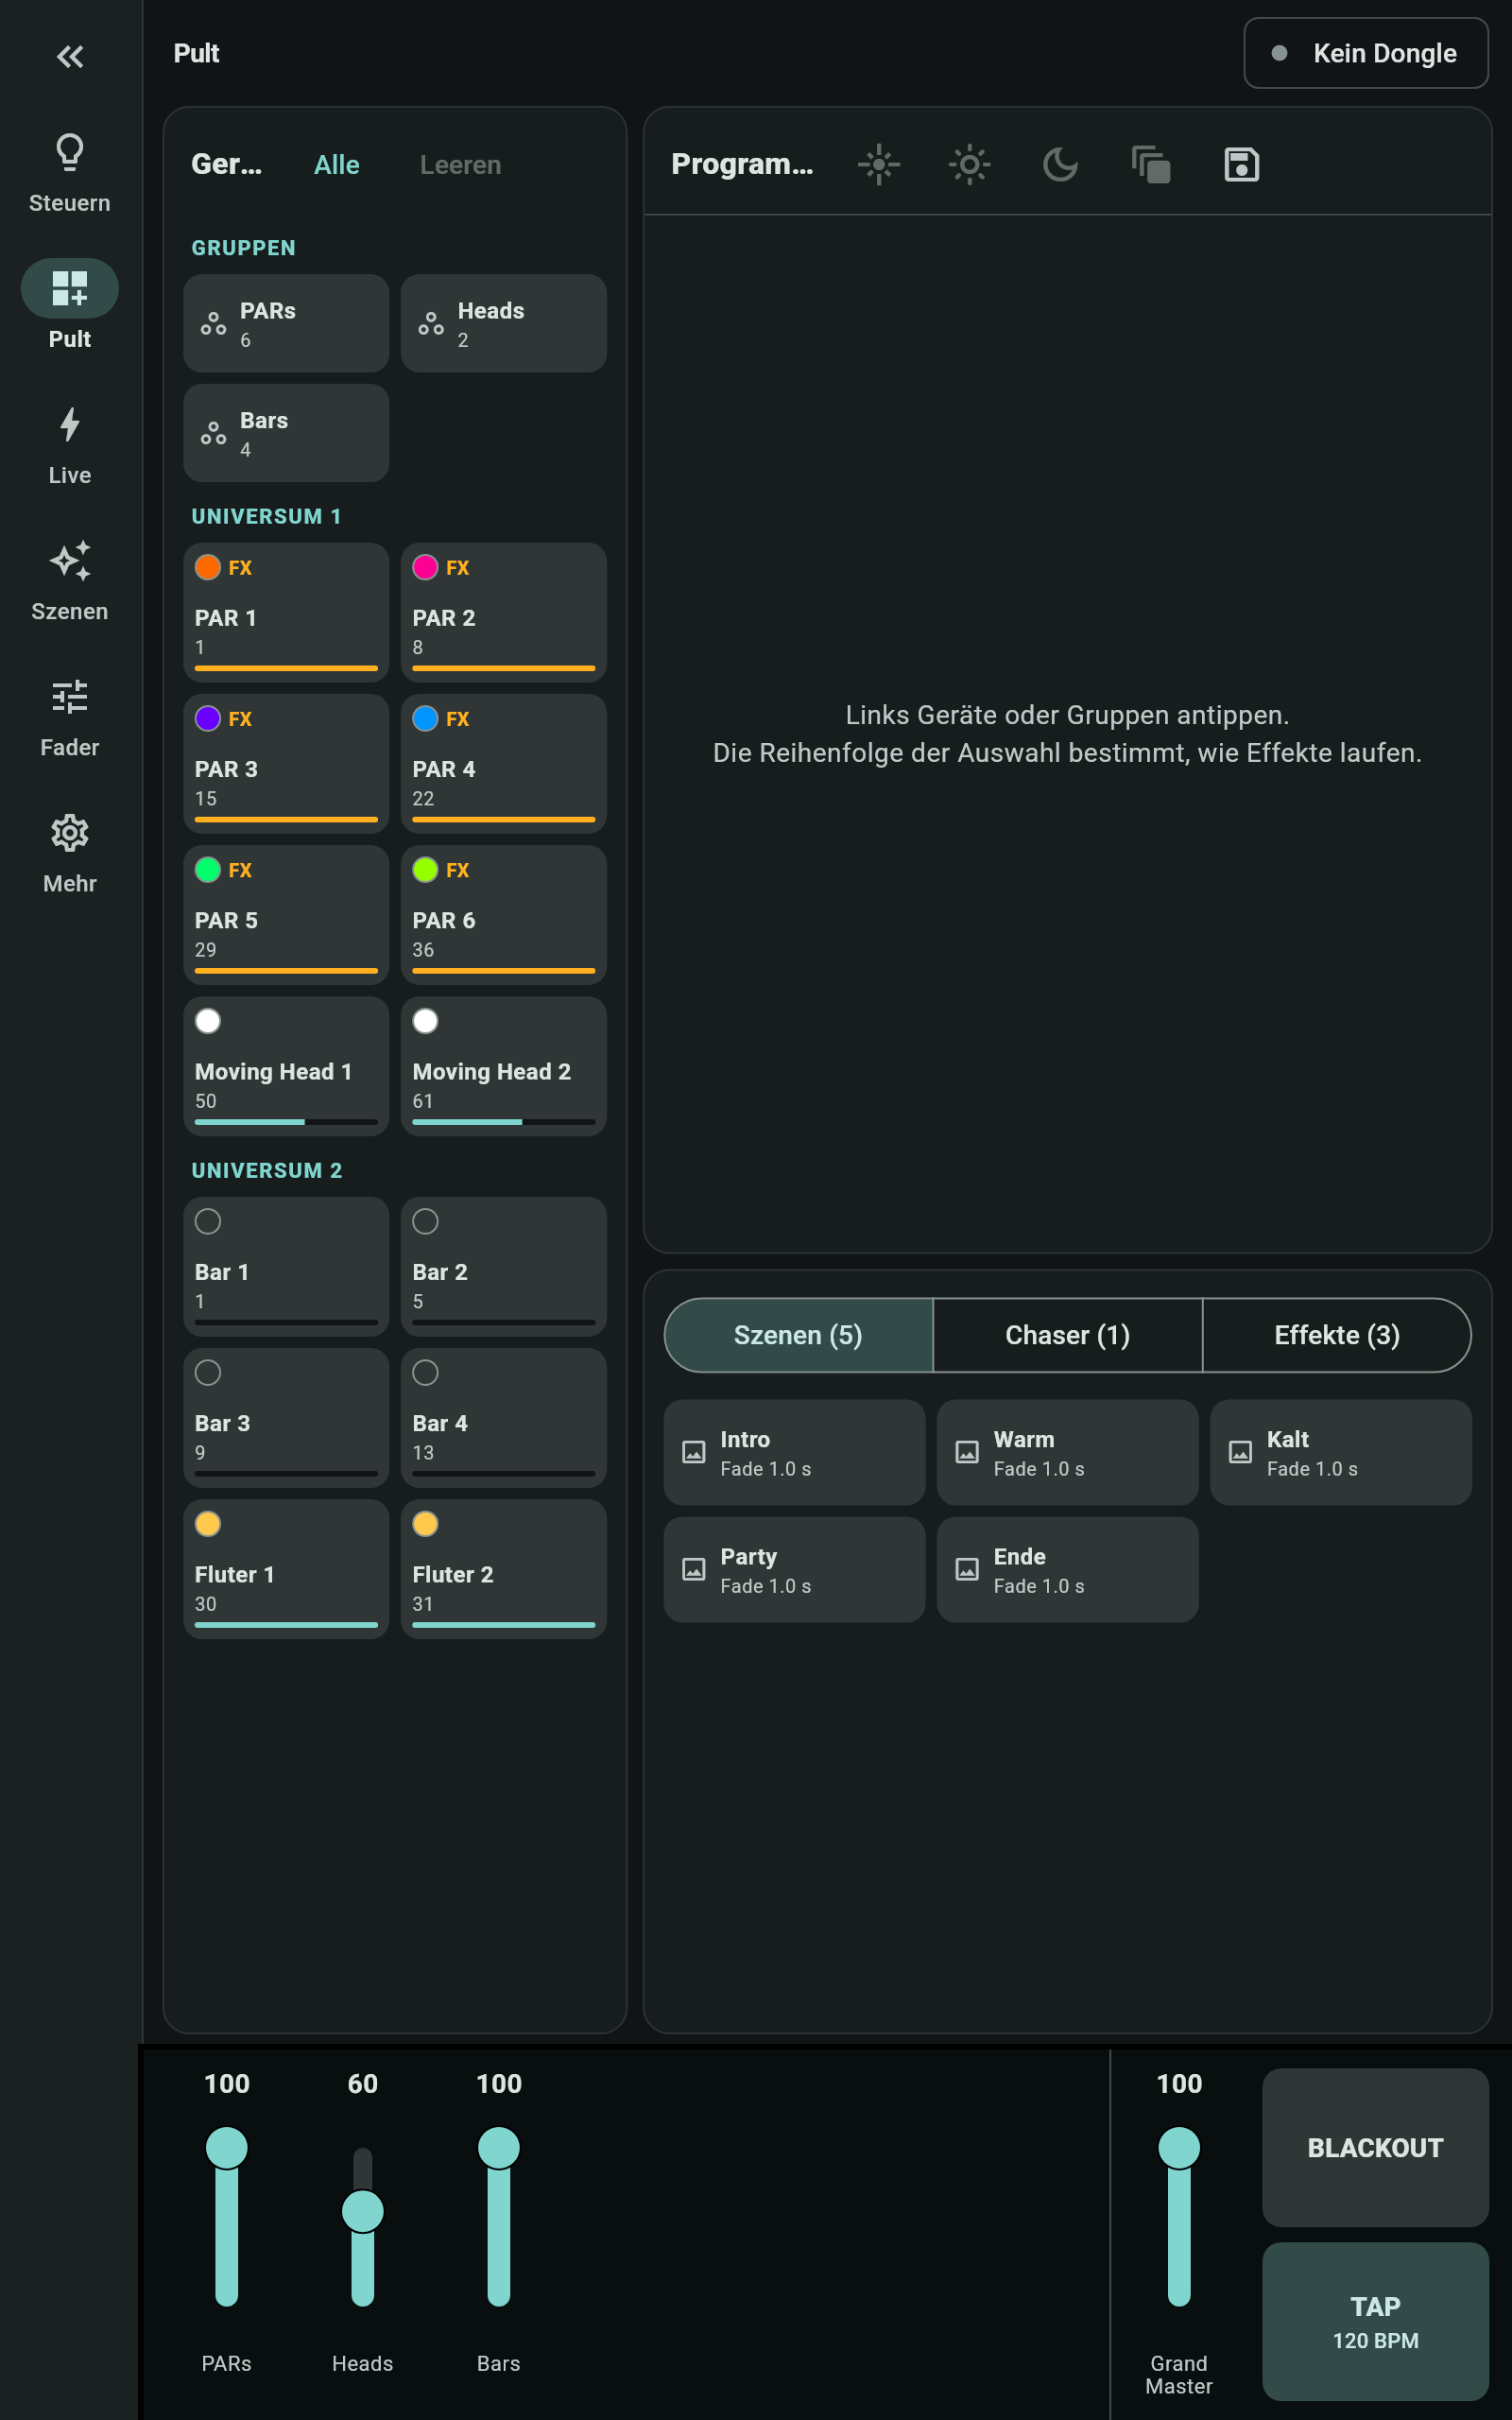 Pult
Kein Dongle
Steuern
Pult
Live
Szenen
Fader
Mehr
Ger...
Alle
Leeren
GRUPPEN
PARs
6
Heads
2
Bars
4
UNIVERSUM 1
FX
PAR 1
1
FX
PAR 2
8
FX
PAR 3
15
FX
PAR 4
22
FX
PAR 5
29
FX
PAR 6
36
Moving Head 1
50
Moving Head 2
61
UNIVERSUM 2
Bar 1
1
Bar 2
5
Bar 3
9
Bar 4
13
Fluter 1
30
Fluter 2
31
Program...
Links Geräte oder Gruppen antippen.
Die Reihenfolge der Auswahl bestimmt, wie Effekte laufen.
Szenen (5)
Chaser (1)
Effekte (3)
Intro
Fade 1.0 s
Warm
Fade 1.0 s
Kalt
Fade 1.0 s
Party
Fade 1.0 s
Ende
Fade 1.0 s
100
PARs
60
Heads
100
Bars
100
Grand
Master
BLACKOUT
TAP
120 BPM